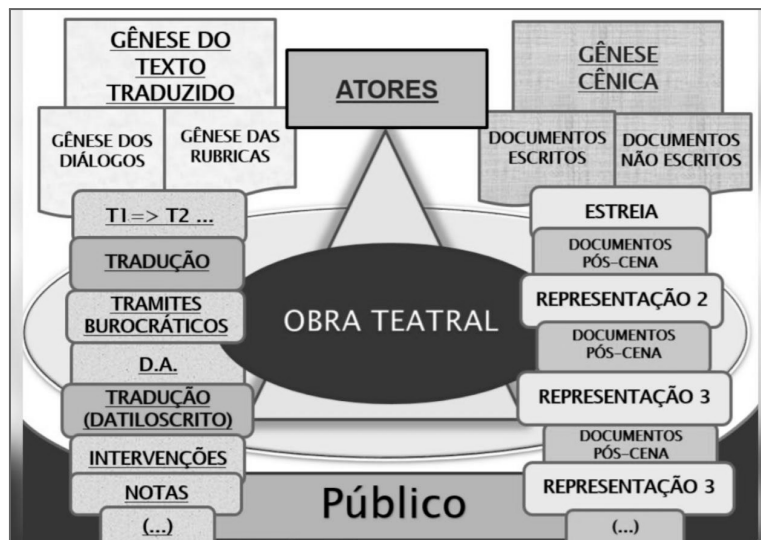 GÊNESE DO
TEXTO
TRADUZIDO
GÊNESE DOS
DIÁLOGOS
GÊNESE DAS
RUBRICAS
T1 => T2 ...
TRADUÇÃO
TRAMITES
BUROCRÁTICOS
D.A.
TRADUÇÃO
(DATILOSCRITO)
INTERVENÇÕES
NOTAS
(...)
ATORES
OBRA TEATRAL
Público
GÊNESE
CÊNICA
DOCUMENTOS
ESCRITOS
DOCUMENTOS
NÃO ESCRITOS
ESTREIA
DOCUMENTOS
PÓS-CENA
REPRESENTAÇÃO 2
DOCUMENTOS
PÓS-CENA
REPRESENTAÇÃO 3
DOCUMENTOS
PÓS-CENA
REPRESENTAÇÃO 3
(...)